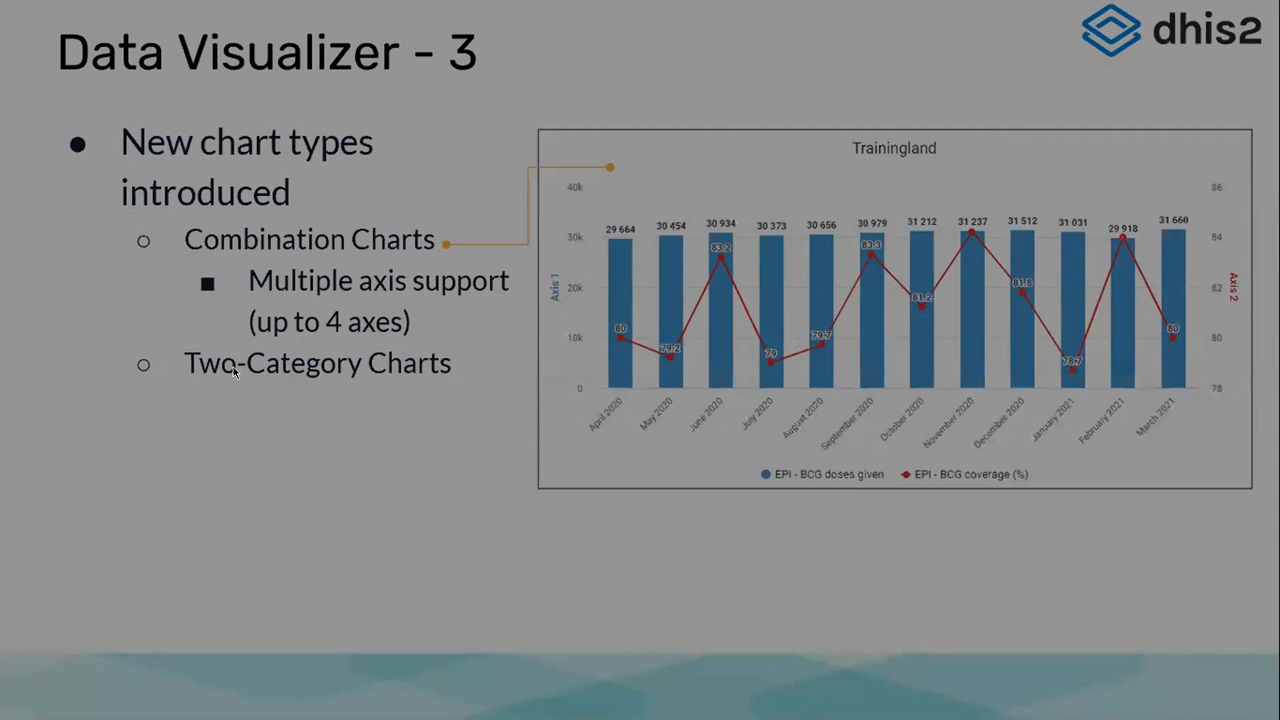 Data Visualizer - 3
dhis2
● New chart types
introduced
○ Combination Charts
■ Multiple axis support
(up to 4 axes)
○ Two-Category Charts
Trainingland
40k
30k
20k
10k
0
Axis 1
86
84
82
80
78
Axis 2
29 664 30 454 30 934 30 373 30 656 30 979 31 212 31 237 31 512 31 031 29 918 31 660
80 79.2 83.2 79 79.7 83.3 81.2 81.8 78.7 80
April 2020 May 2020 June 2020 July 2020 August 2020 September 2020 October 2020 November 2020 December 2020 January 2021 February 2021 March 2021
EPI - BCG doses given EPI - BCG coverage (%)